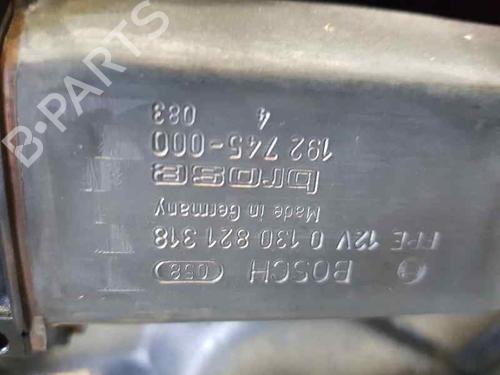 BOSCH 058
FPE 12V 0 130 821 318
Made in Germany
brose
192 745-000
083 4
B-PARTS